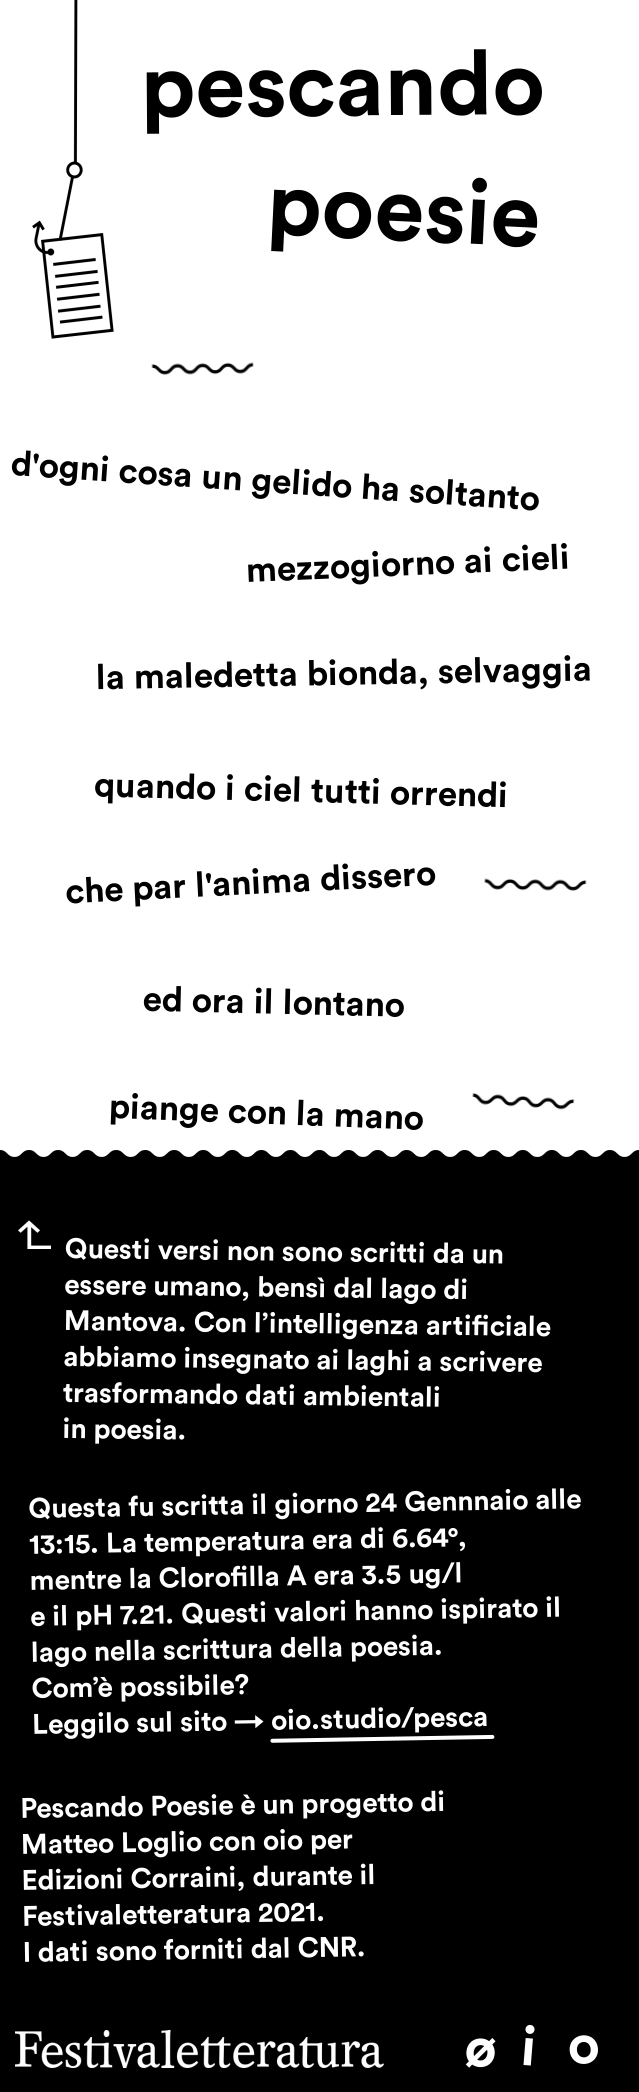 pescando
poesie
d'ogni cosa un gelido ha soltanto
mezzogiorno ai cieli
la maledetta bionda, selvaggia
quando i ciel tutti orrendi
che par l'anima dissero
ed ora il lontano
piange con la mano
Questi versi non sono scritti da un
essere umano, bensì dal lago di
Mantova. Con l’intelligenza artificiale
abbiamo insegnato ai laghi a scrivere
trasformando dati ambientali
in poesia.
Questa fu scritta il giorno 24 Gennnaio alle
13:15. La temperatura era di 6.64°,
mentre la Clorofilla A era 3.5 ug/l
e il pH 7.21. Questi valori hanno ispirato il
lago nella scrittura della poesia.
Com’è possibile?
Leggilo sul sito → oio.studio/pesca
Pescando Poesie è un progetto di
Matteo Loglio con oio per
Edizioni Corraini, durante il
Festivaletteratura 2021.
I dati sono forniti dal CNR.
Festivaletteratura ø i o